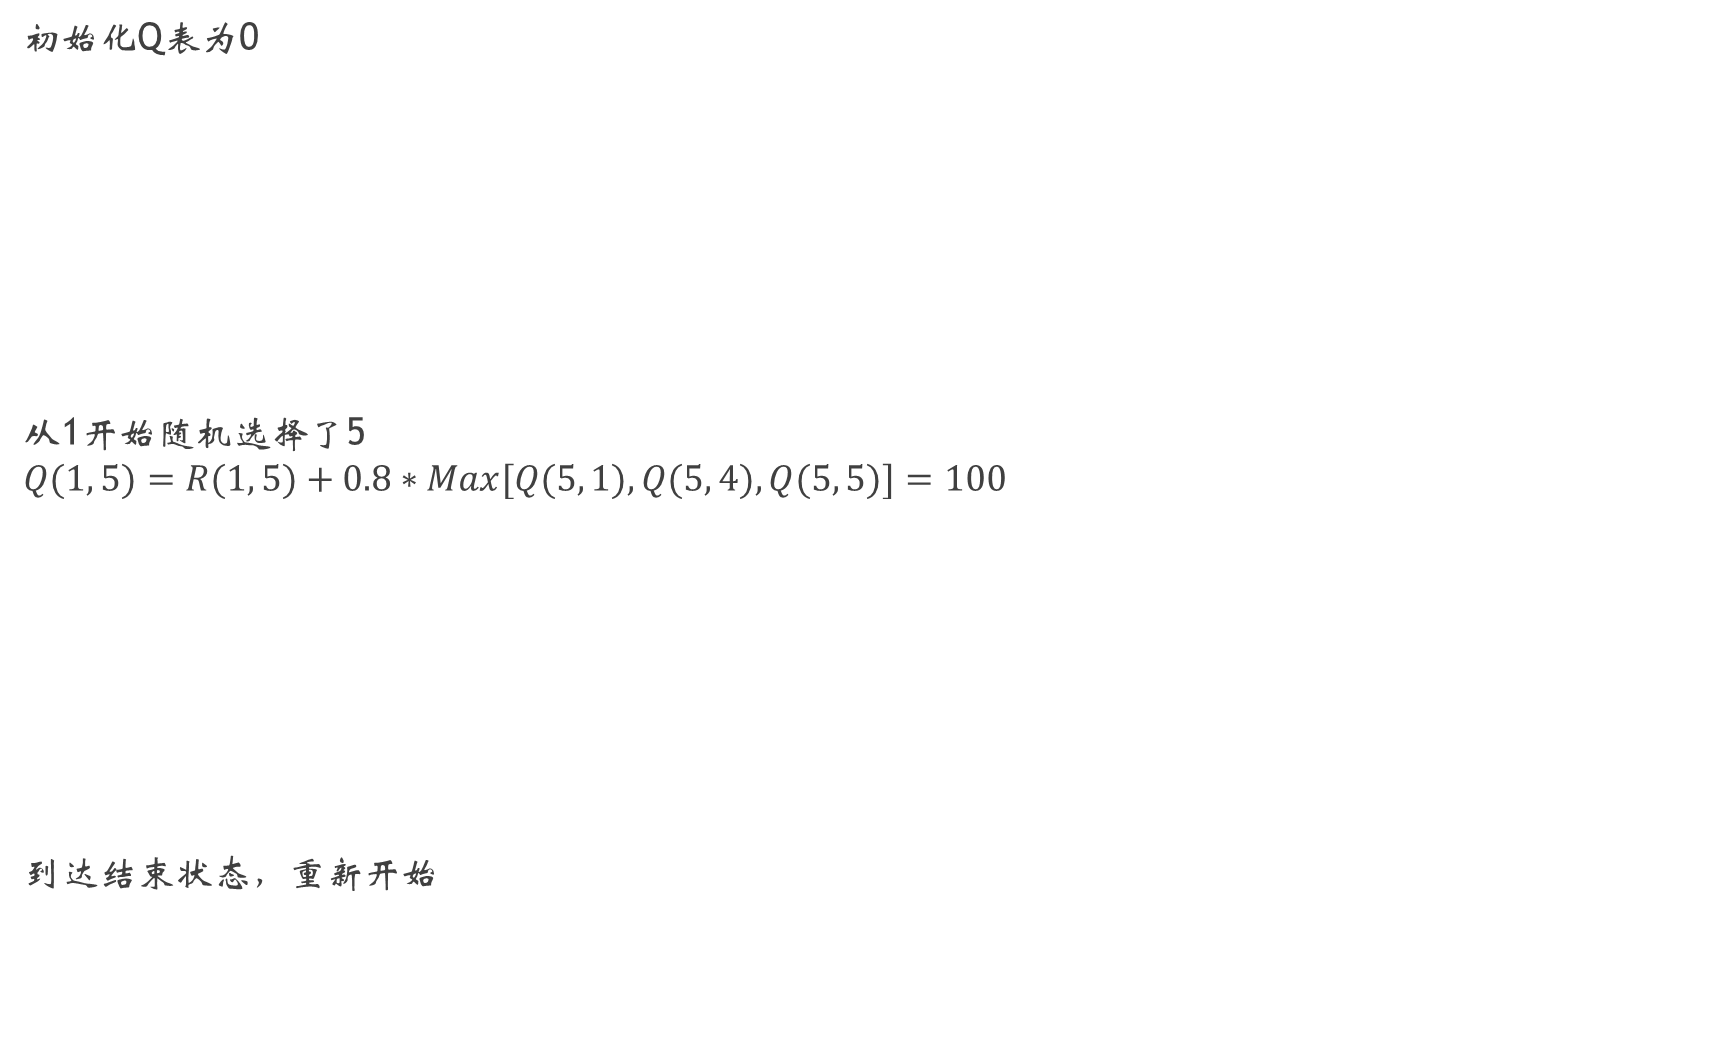 初始化Q表为0
从1开始随机选择了5
Q(1,5) = R(1,5) + 0.8 * Max[Q(5,1),Q(5,4),Q(5,5)] = 100
到达结束状态，重新开始